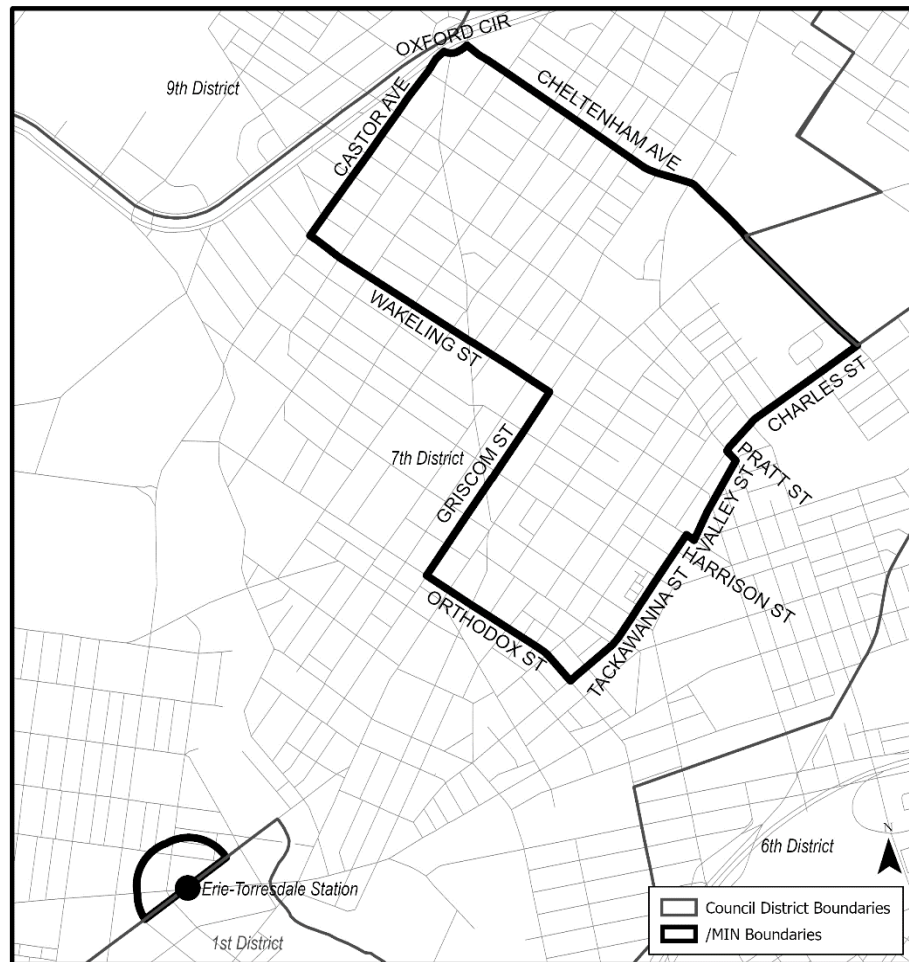 OXFORD CIR
9th District
CASTOR AVE
CHELTENHAM AVE
WAKELING ST
CHARLES ST
7th District
GRISCOM ST
PRATT ST
VALLEY ST
HARRISON ST
ORTHODOX ST
TACKAWANNA ST
N
6th District
Erie-Torresdale Station
Council District Boundaries
/MIN Boundaries
1st District